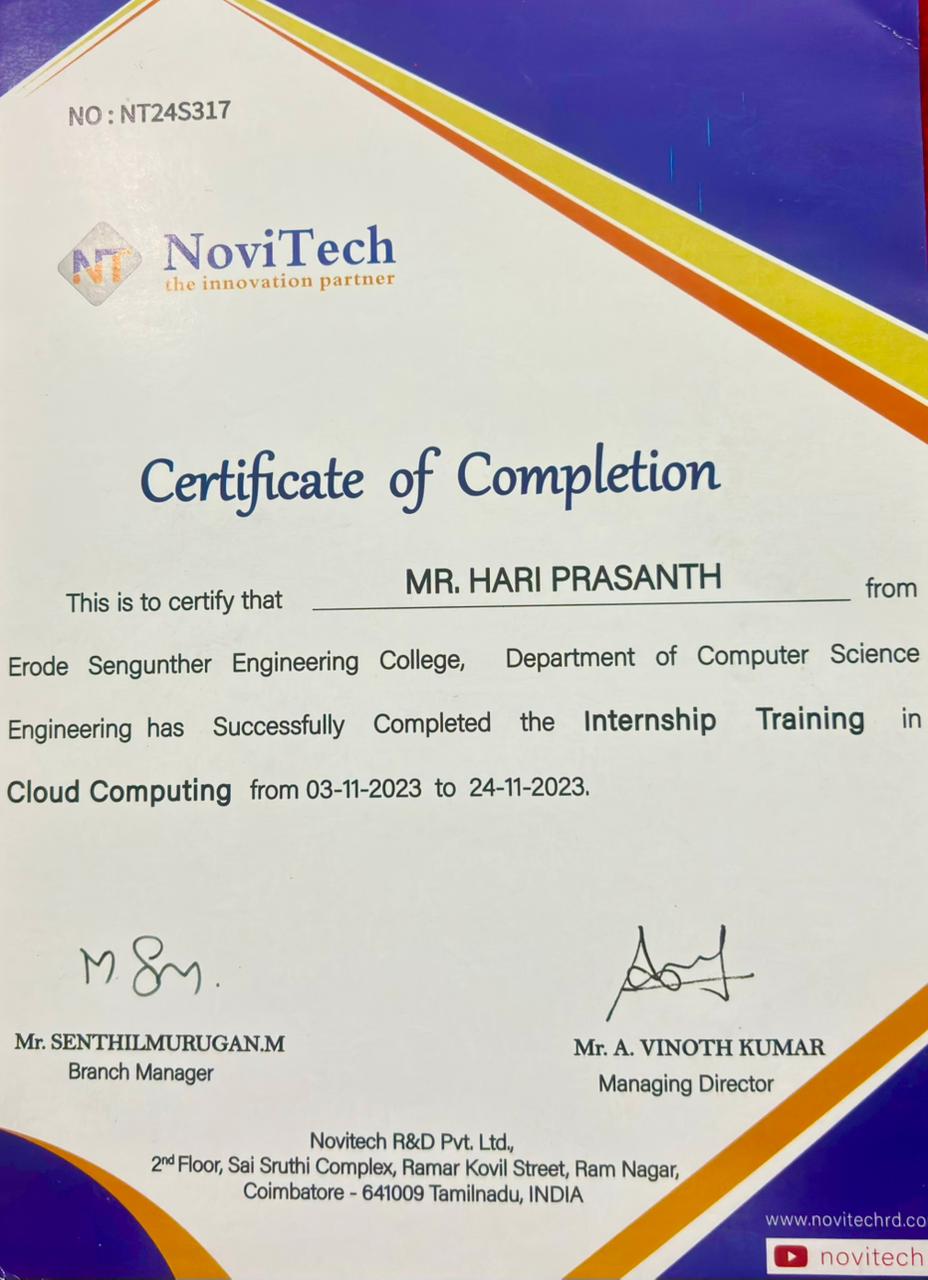 NO : NT24S317
NT NoviTech
the innovation partner
Certificate of Completion
This is to certify that MR. HARI PRASANTH from
Erode Sengunther Engineering College, Department of Computer Science
Engineering has Successfully Completed the Internship Training in
Cloud Computing from 03-11-2023 to 24-11-2023.
Mr. SENTHILMURUGAN.M
Branch Manager
Mr. A. VINOTH KUMAR
Managing Director
Novitech R&D Pvt. Ltd.,
2nd Floor, Sai Sruthi Complex, Ramar Kovil Street, Ram Nagar,
Coimbatore - 641009 Tamilnadu, INDIA
www.novitechrd.co
novitech